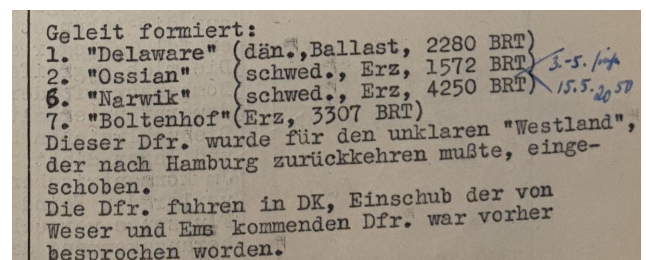 Geleit formiert:
1. "Delaware" (dän., Ballast, 2280 BRT)
2. "Ossian" (schwed., Erz, 1572 BRT)
6. "Narwik" (schwed., Erz, 4250 BRT)
7. "Boltenhof"(Erz, 3307 BRT)
3.-5.
15.5. 20 50
Dieser Dfr. wurde für den unklaren "Westland",
der nach Hamburg zurückkehren mußte, einge-
schoben.
Die Dfr. fuhren in DK, Einschub der von
Weser und Ems kommenden Dfr. war vorher
besprochen worden.